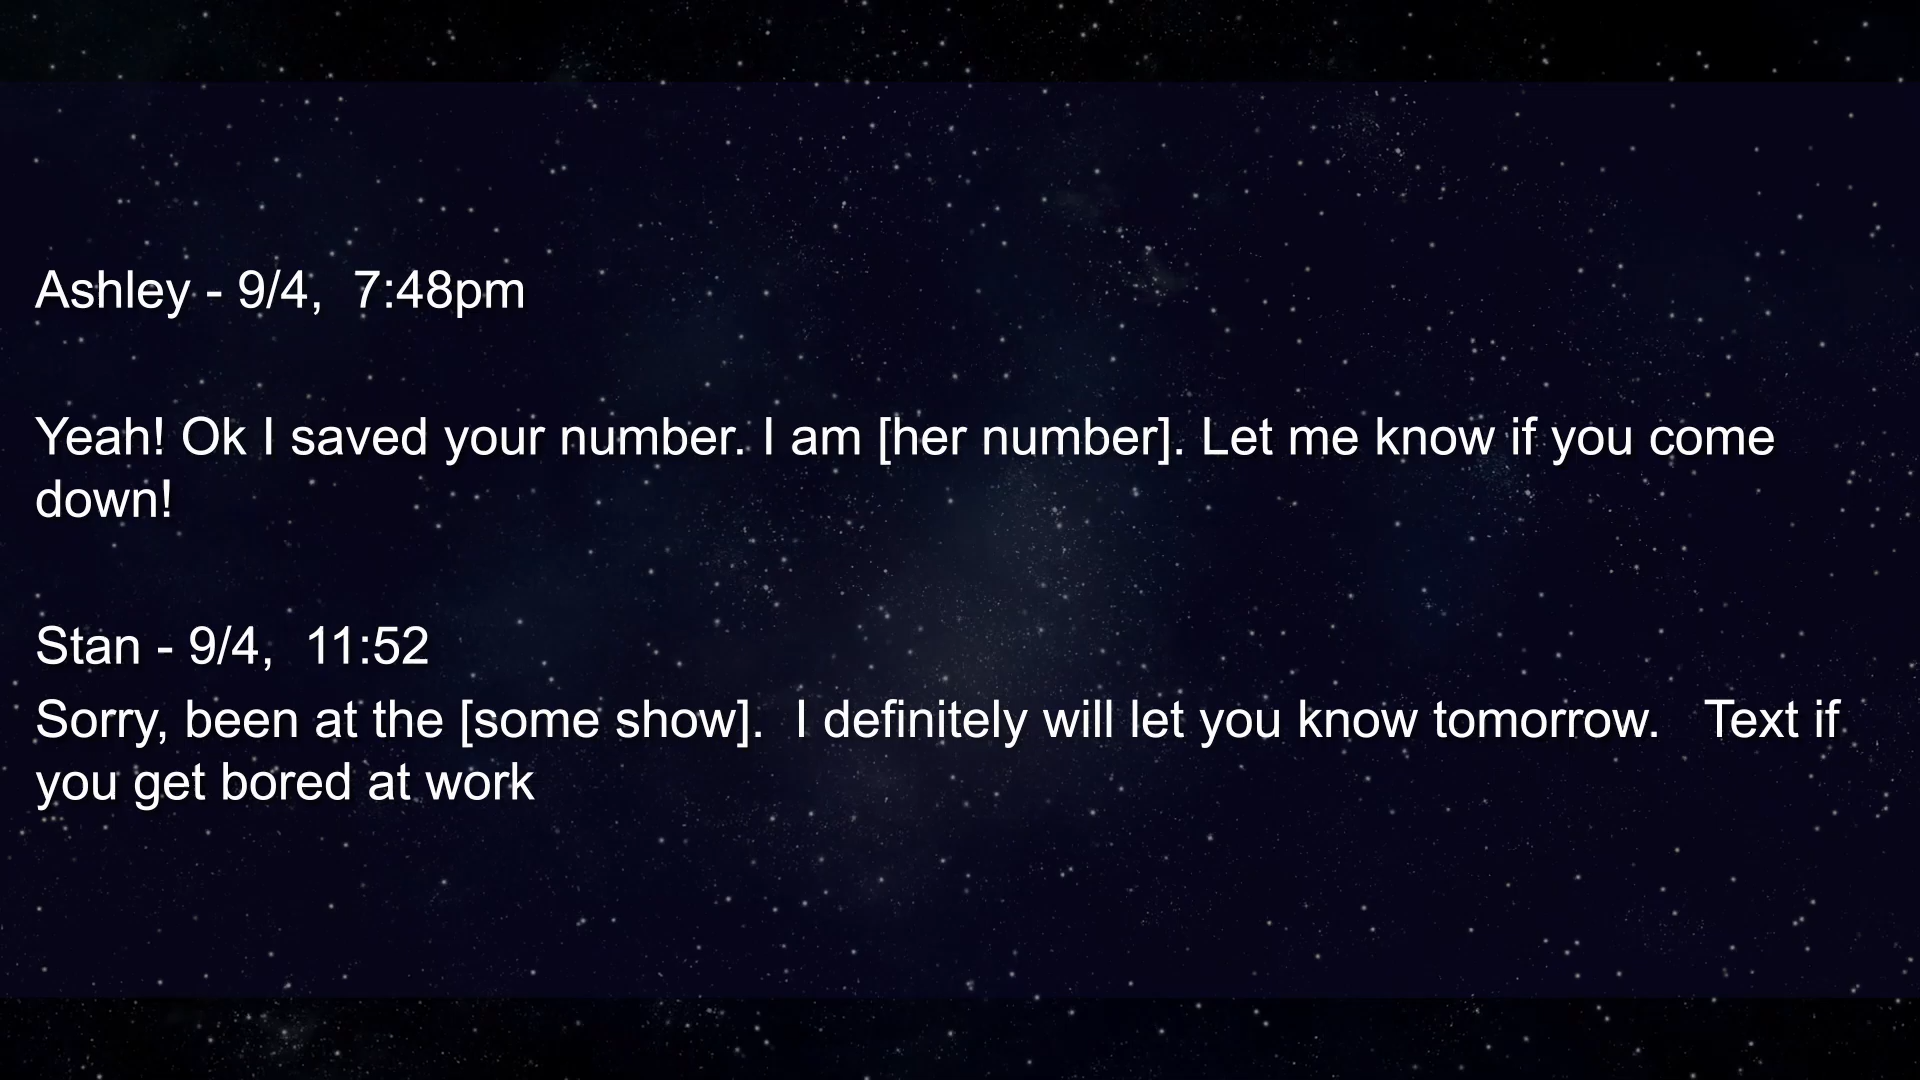 Ashley - 9/4,  7:48pm
Yeah! Ok I saved your number. I am [her number]. Let me know if you come
down!
Stan - 9/4,  11:52
Sorry, been at the [some show].  I definitely will let you know tomorrow.   Text if
you get bored at work